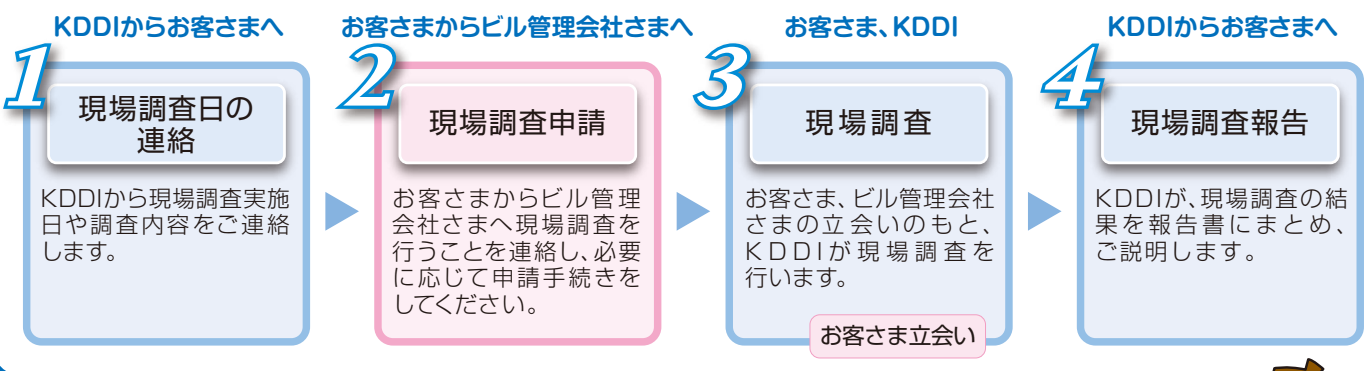 KDDIからお客さまへ
1
現場調査日の
連絡
KDDIから現場調査実施
日や調査内容をご連絡
します。
お客さまからビル管理会社さまへ
2
現場調査申請
お客さまからビル管理
会社さまへ現場調査を
行うことを連絡し、必要
に応じて申請手続きを
してください。
お客さま、KDDI
3
現場調査
お客さま、ビル管理会社
さまの立会いのもと、
KDDIが現場調査を
行います。
お客さま立会い
KDDIからお客さまへ
4
現場調査報告
KDDIが、現場調査の結
果を報告書にまとめ、
ご説明します。